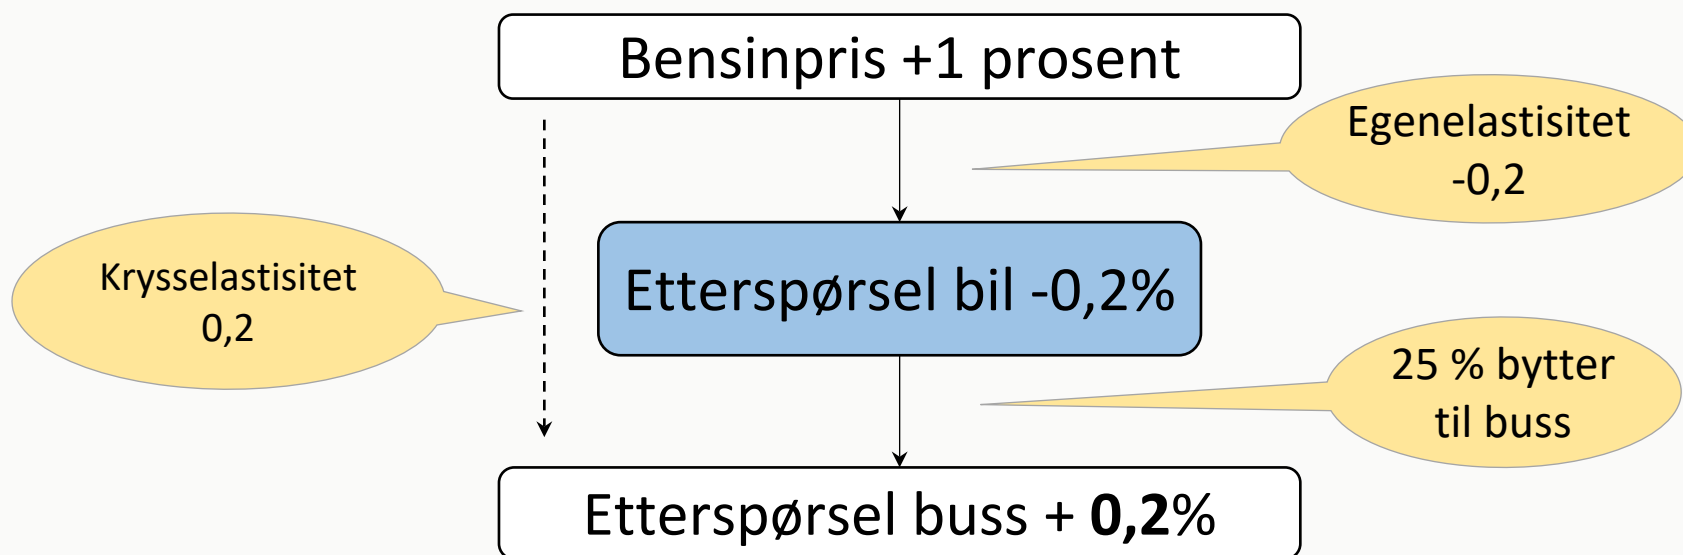 Bensinpris +1 prosent
Egenelastisitet
-0,2
Krysselastisitet
0,2
Etterspørsel bil -0,2%
25 % bytter
til buss
Etterspørsel buss + 0,2%